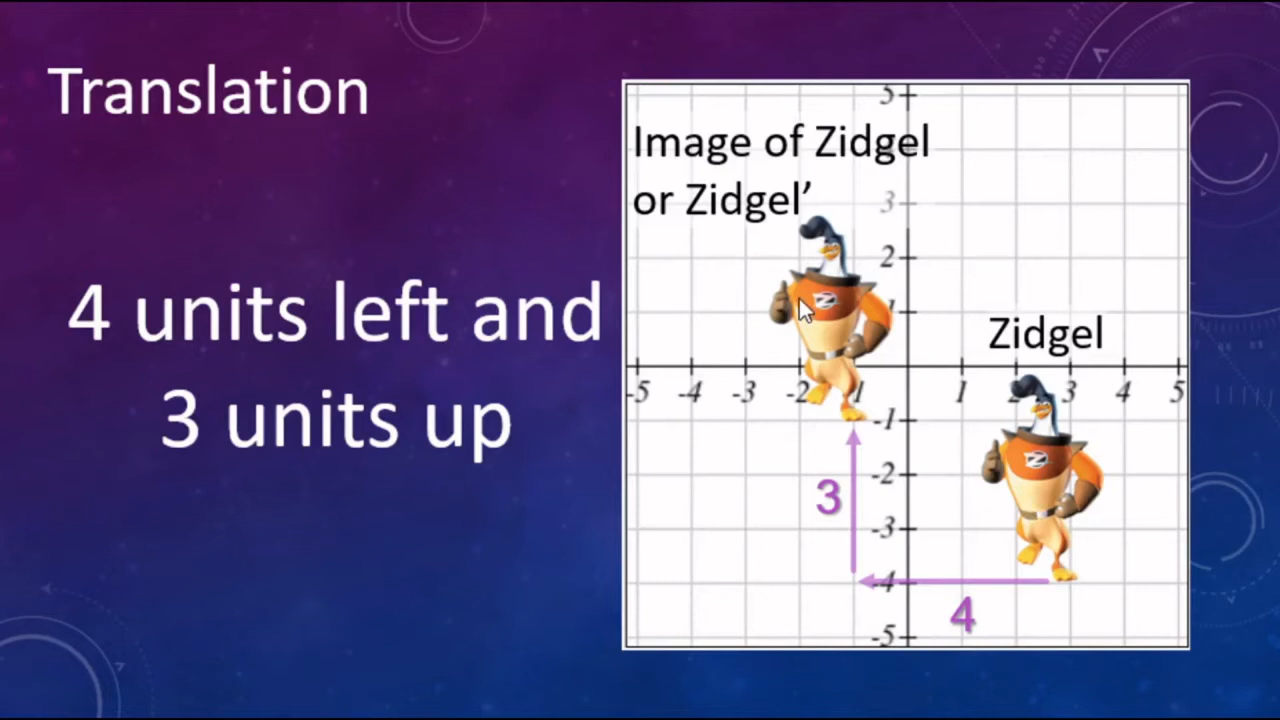 Translation
4 units left and
3 units up
Image of Zidgel
or Zidgel’
Zidgel
5
3
2
1
-5 -4 -3 -2 -1 1 2 3 4 5
-1
-2
-3
-4
-5
3
4
Z
Z